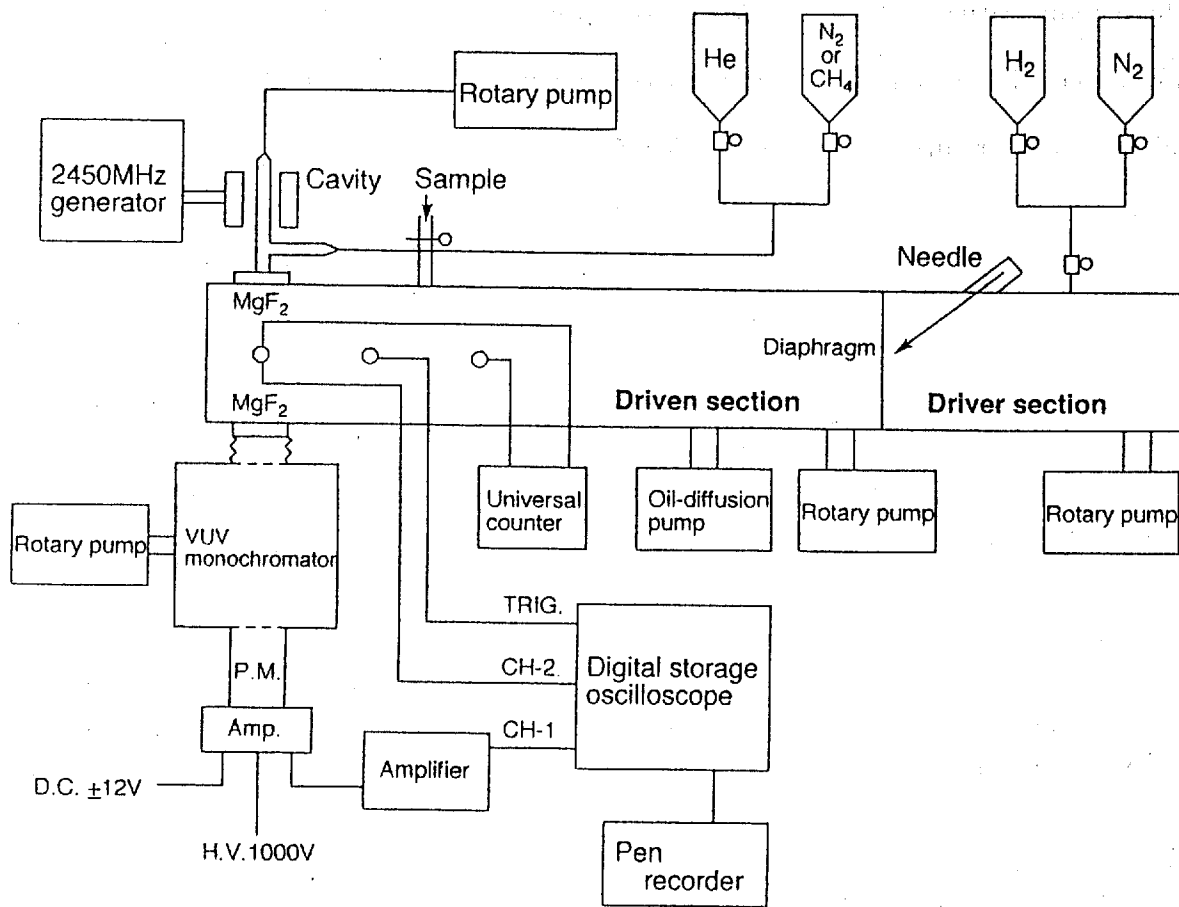 He
N₂
or
CH₄
H₂
N₂
Rotary pump
2450MHz
generator
Cavity
Sample
Needle
MgF₂
Diaphragm
MgF₂
Driven section
Driver section
Universal
counter
Oil-diffusion
pump
Rotary pump
Rotary pump
Rotary pump
VUV
monochromator
TRIG.
P.M.
CH-2
Digital storage
oscilloscope
Amp.
CH-1
Amplifier
D.C. ±12V
H.V.1000V
Pen
recorder